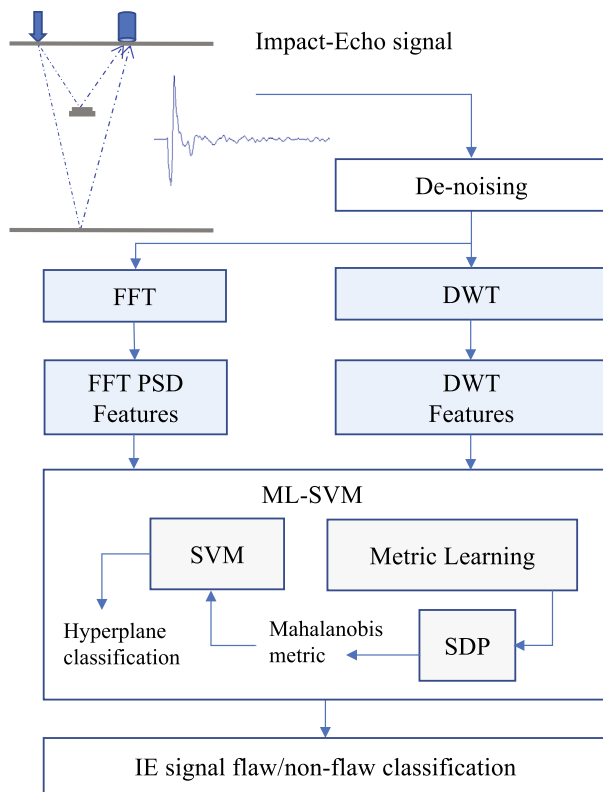 Impact-Echo signal
De-noising
FFT
DWT
FFT PSD
Features
DWT
Features
ML-SVM
SVM
Metric Learning
Hyperplane
classification
Mahalanobis
metric
SDP
IE signal flaw/non-flaw classification